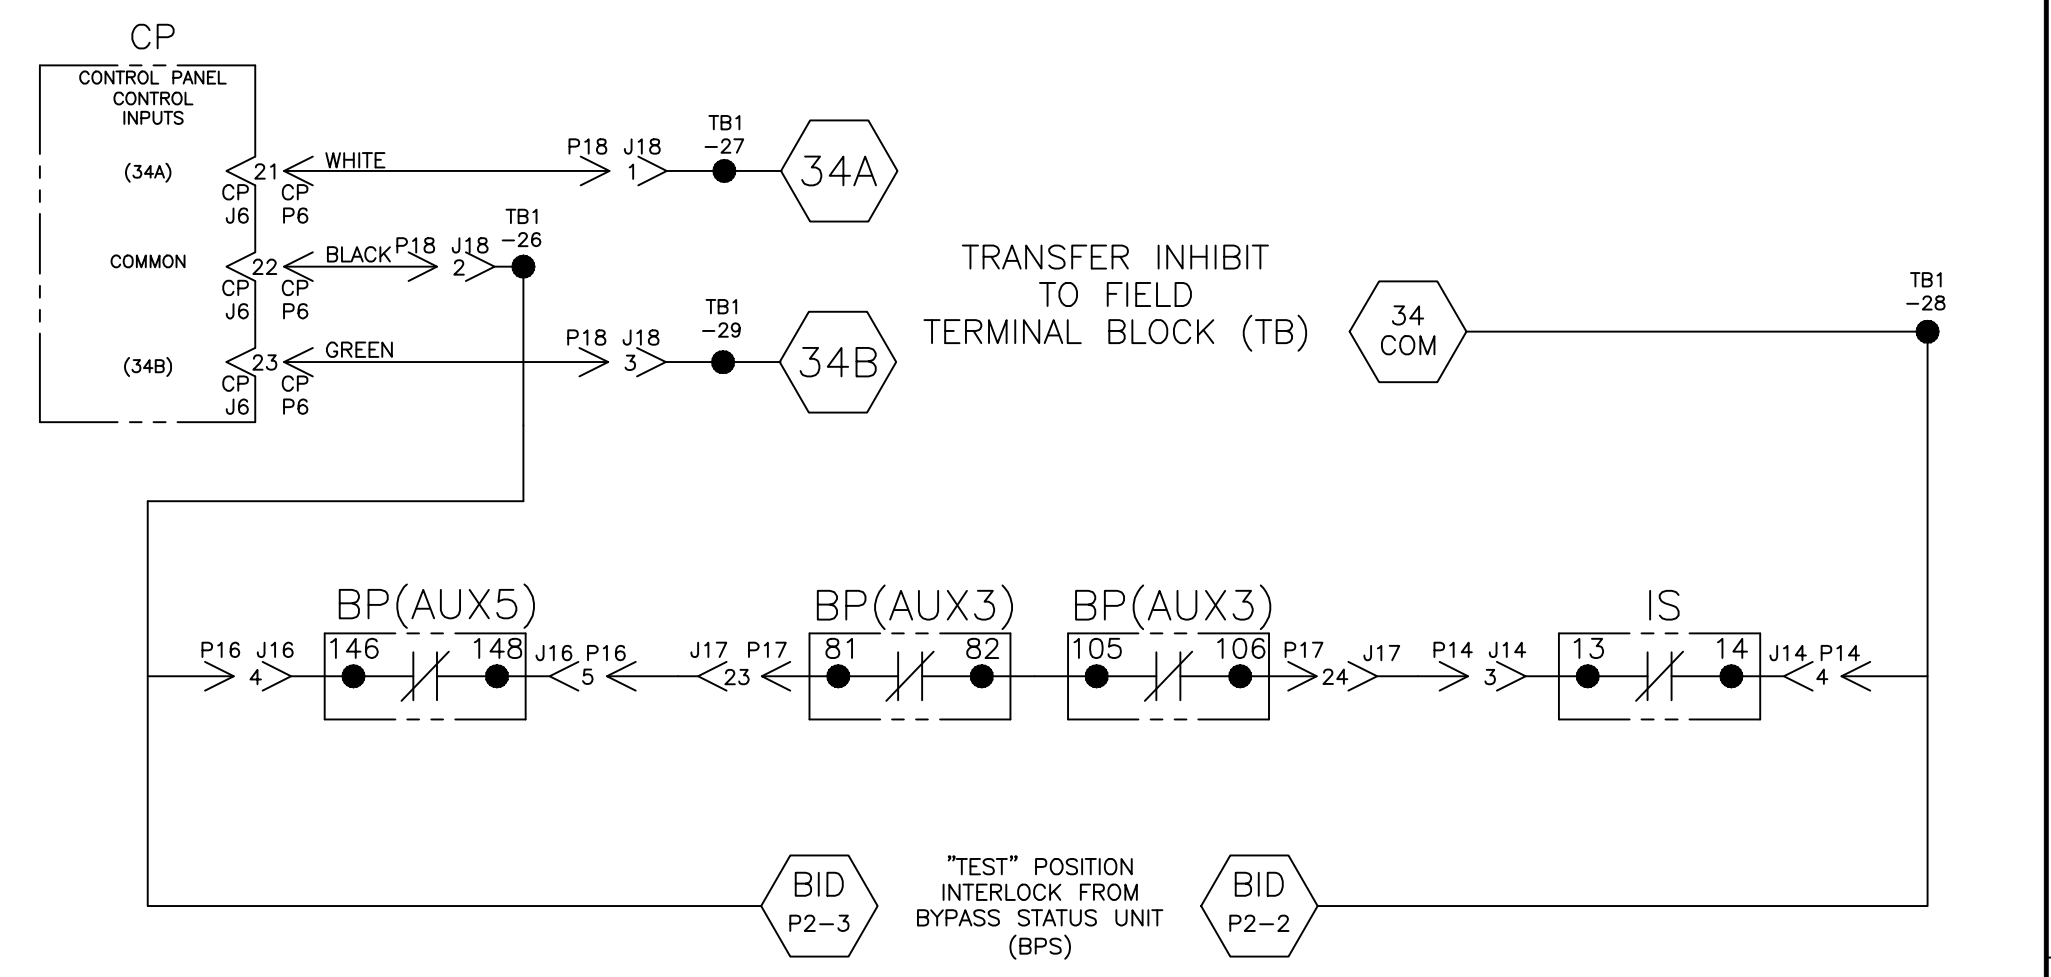 CP
CONTROL PANEL
CONTROL
INPUTS
(34A)
21
CP
J6
CP
P6
WHITE
P18
J18
1
TB1
-27
34A
COMMON
22
CP
J6
CP
P6
BLACK
P18
J18
2
TB1
-26
(34B)
23
CP
J6
CP
P6
GREEN
P18
J18
3
TB1
-29
34B
TRANSFER INHIBIT
TO FIELD
TERMINAL BLOCK (TB)
34
COM
TB1
-28
P16
J16
4
BP(AUX5)
146
148
J16
P16
5
J17
P17
23
BP(AUX3)
81
82
BP(AUX3)
105
106
P17
J17
24
P14
J14
3
IS
13
14
J14
P14
4
BID
P2-3
"TEST" POSITION
INTERLOCK FROM
BYPASS STATUS UNIT
(BPS)
BID
P2-2